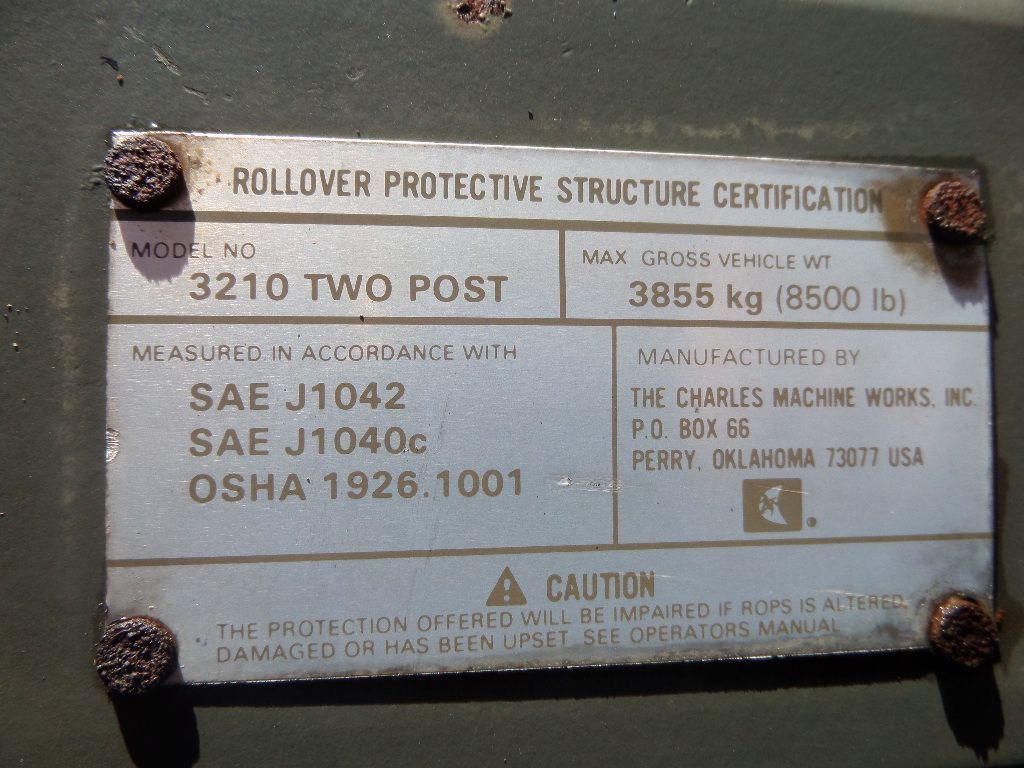 ROLLOVER PROTECTIVE STRUCTURE CERTIFICATION
MODEL NO
3210 TWO POST
MAX GROSS VEHICLE WT
3855 kg (8500 lb)
MEASURED IN ACCORDANCE WITH
SAE J1042
SAE J1040c
OSHA 1926.1001
MANUFACTURED BY
THE CHARLES MACHINE WORKS, INC.
P.O. BOX 66
PERRY, OKLAHOMA 73077 USA
CAUTION
THE PROTECTION OFFERED WILL BE IMPAIRED IF ROPS IS ALTERED,
DAMAGED OR HAS BEEN UPSET. SEE OPERATORS MANUAL